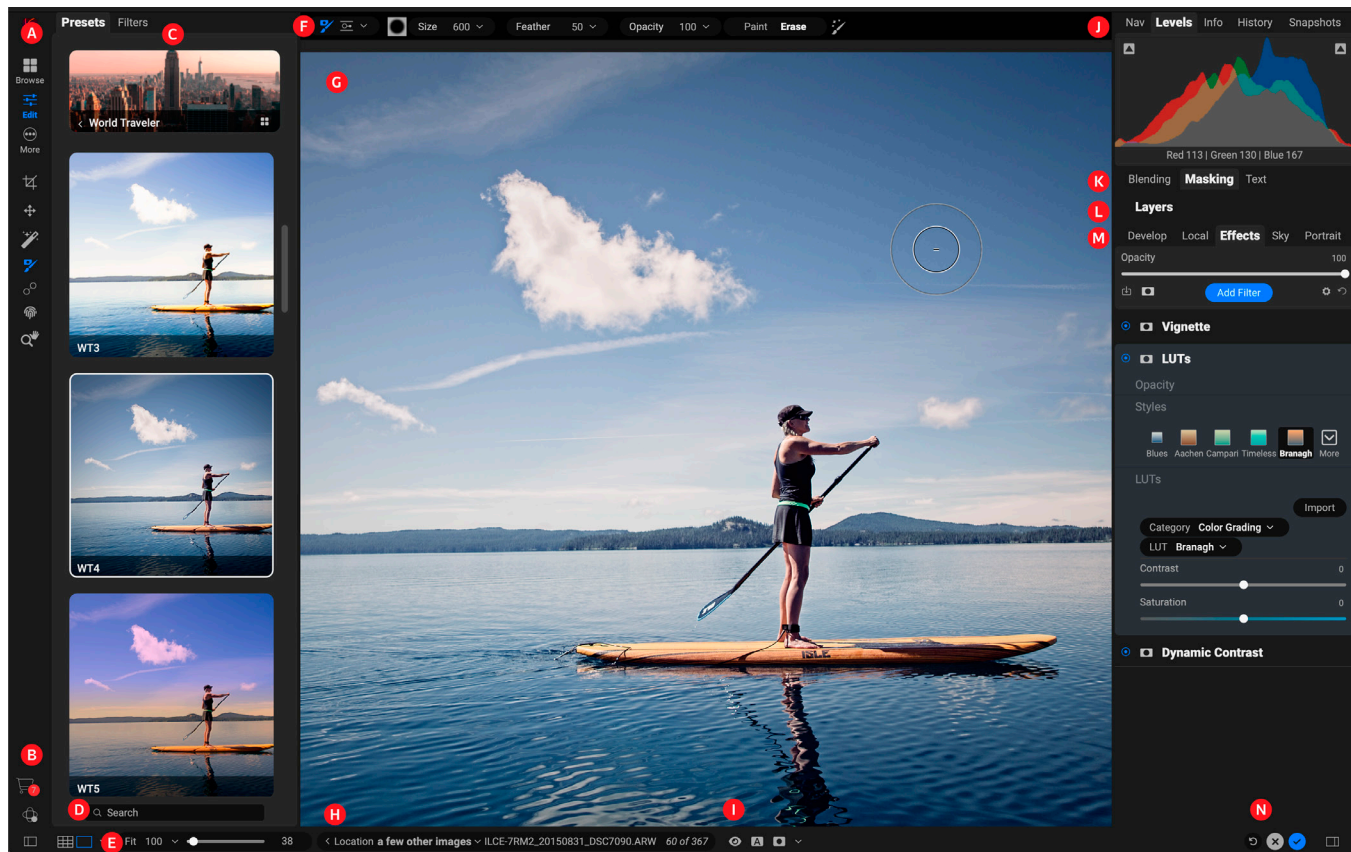 A
Presets Filters
C
F
Size 600
Feather 50
Opacity 100
Paint Erase
J
Nav Levels Info History Snapshots
Browse
Edit
More
World Traveler
G
Red 113 | Green 130 | Blue 167
K
Blending Masking Text
L
Layers
M
Develop Local Effects Sky Portrait
Opacity 100
Add Filter
Vignette
LUTs
Opacity
Styles
Blues Aachen Campari Timeless Branagh More
LUTs
Import
Category Color Grading
LUT Branagh
Contrast 0
Saturation 0
Dynamic Contrast
WT3
WT4
WT5
ISLE
B
7
D
Search
H
I
N
E
Fit 100 38
Location a few other images ILCE-7RM2_20150831_DSC7090.ARW 60 of 367
A